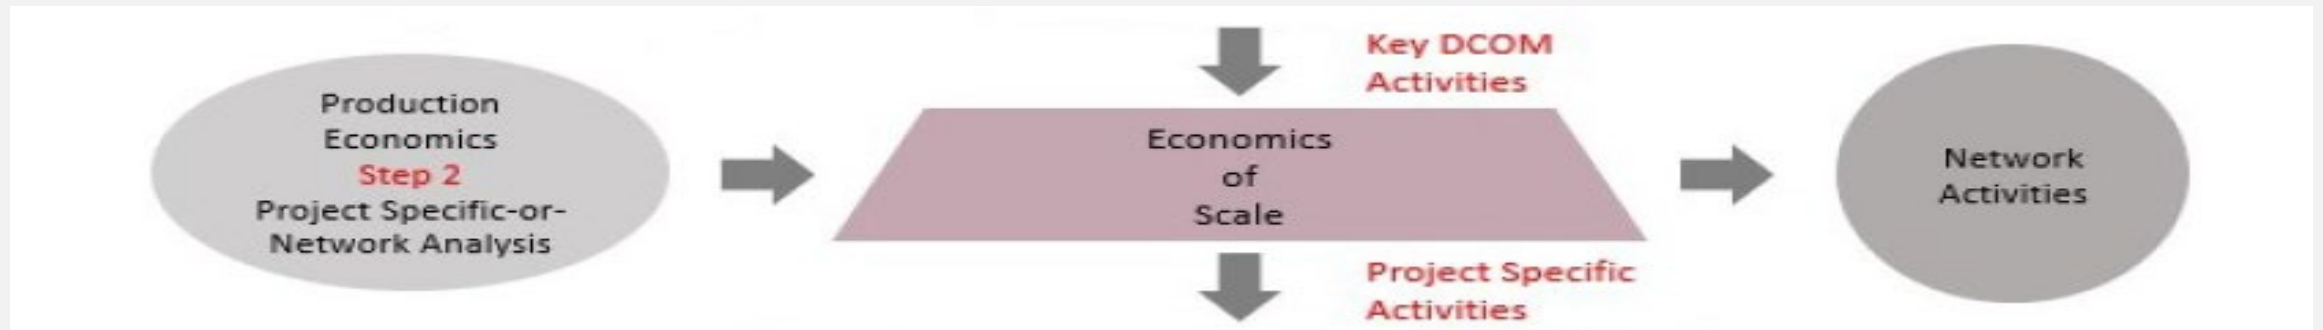 Production
Economics
Step 2
Project Specific-or-
Network Analysis
Key DCOM
Activities
Economics
of
Scale
Project Specific
Activities
Network
Activities